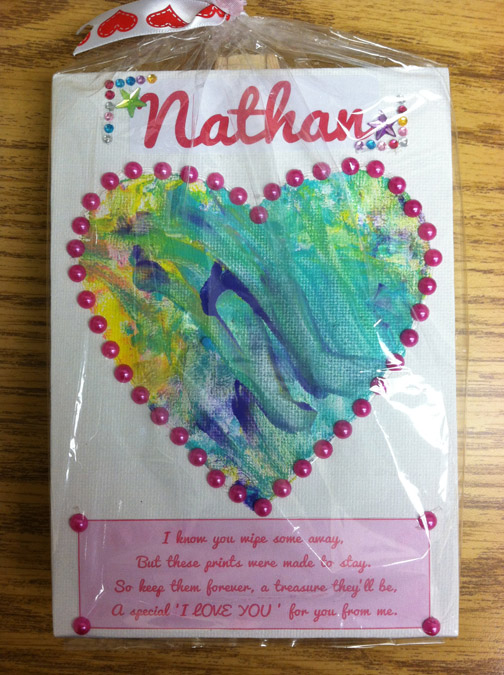 Nathan
I know you wipe some away,
But these prints were made to stay.
So keep them forever, a treasure they'll be,
A special 'I LOVE YOU ' for you from me.